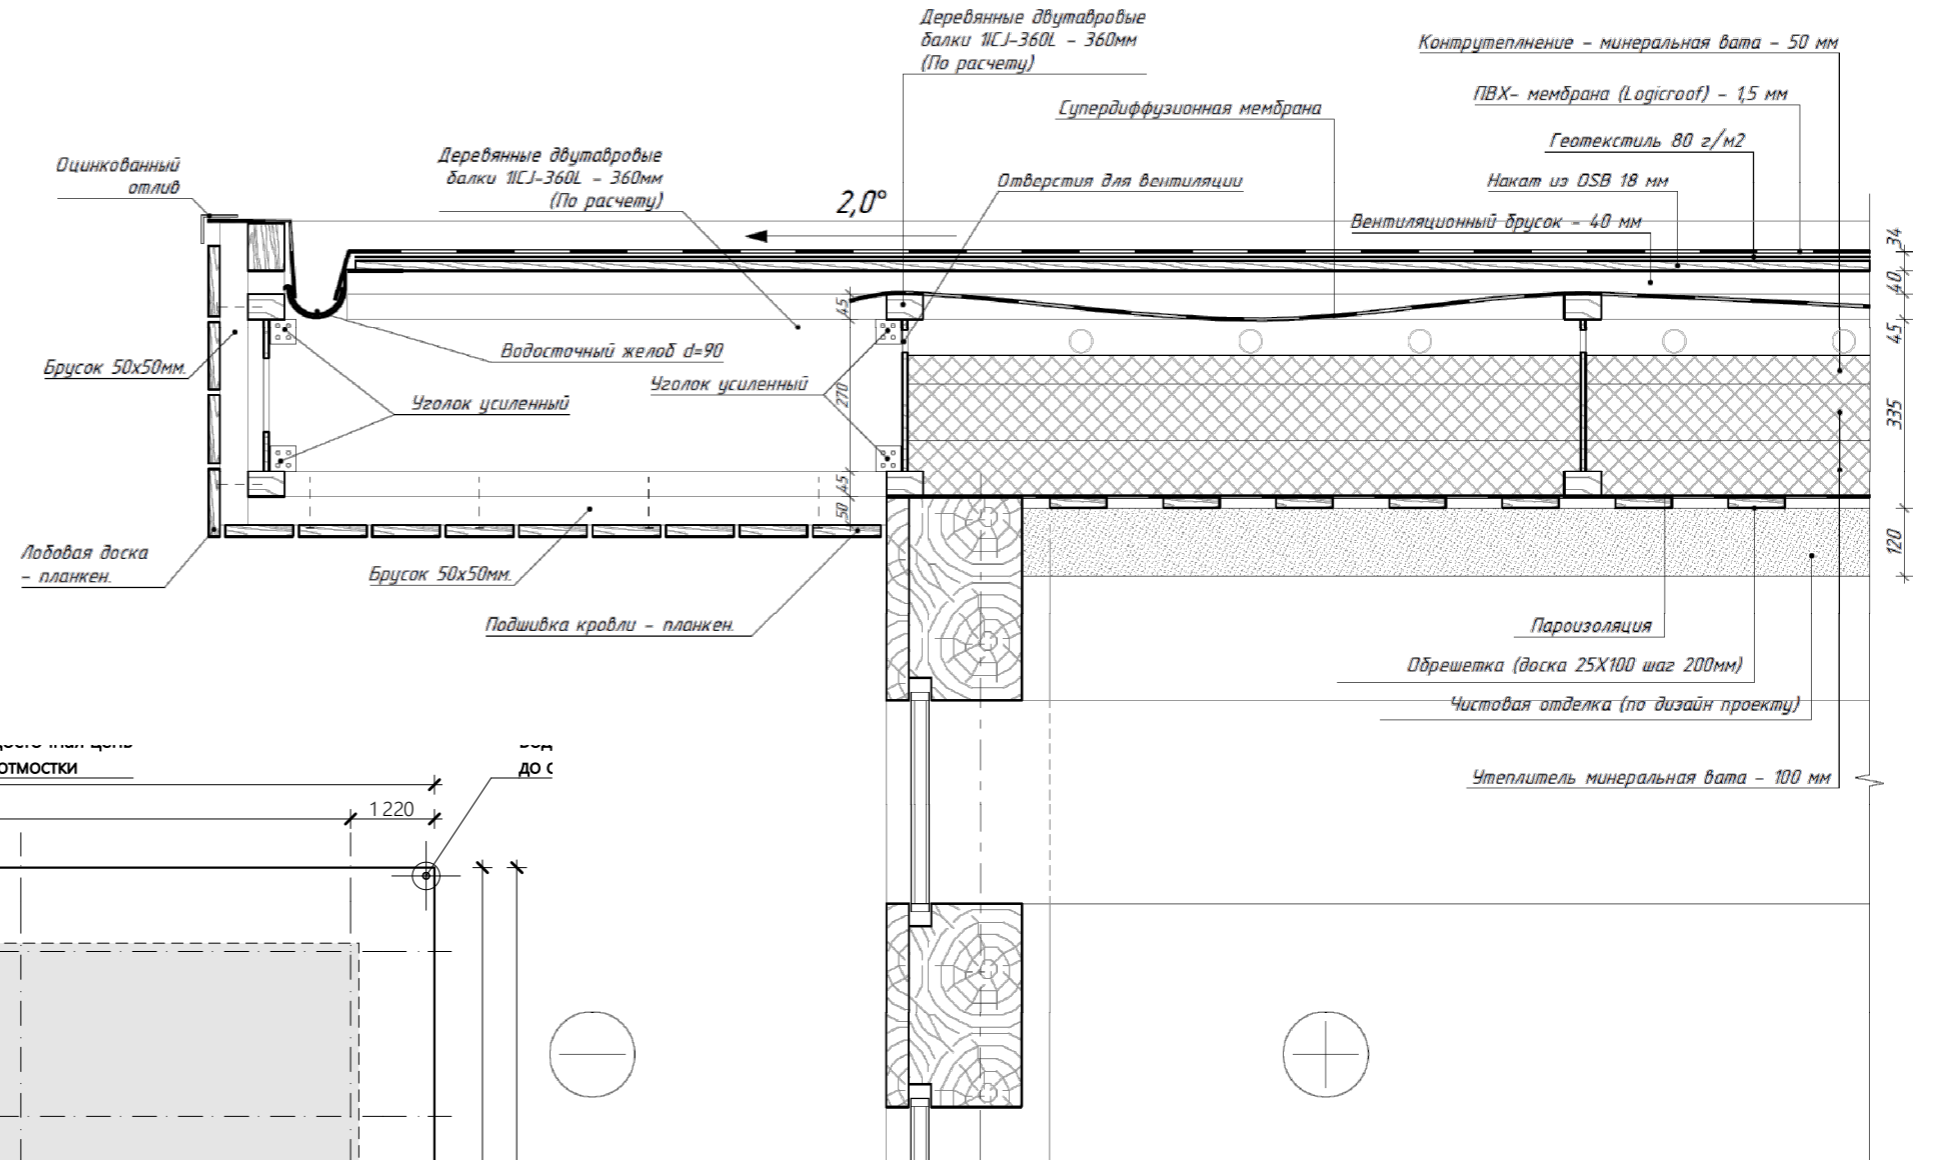 Деревянные двутавровые
балки 1ICJ-360L - 360мм
(По расчету)
Контрутеплнение - минеральная вата - 50 мм
ПВХ- мембрана (Logicroof) - 1,5 мм
Супердиффузионная мембрана
Геотекстиль 80 г/м2
Оцинкованный
отлив
Деревянные двутавровые
балки 1ICJ-360L - 360мм
(По расчету)
2,0°
Отверстия для вентиляции
Накат из OSB 18 мм
Вентиляционный брусок - 40 мм
34
40
45
45
Водосточный желоб d=90
Брусок 50х50мм.
Уголок усиленный
Уголок усиленный
270
335
45
50
120
Лобовая доска
- планкен.
Брусок 50х50мм.
Подшивка кровли - планкен.
Пароизоляция
Обрешетка (доска 25Х100 шаг 200мм)
Чистовая отделка (по дизайн проекту)
Утеплитель минеральная вата - 100 мм
цепь
отмостки
до с
1 220